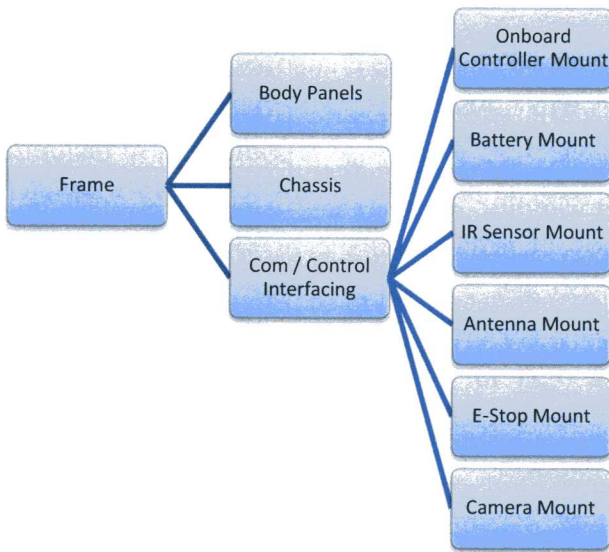 Frame
Body Panels
Chassis
Com / Control
Interfacing
Onboard
Controller Mount
Battery Mount
IR Sensor Mount
Antenna Mount
E-Stop Mount
Camera Mount